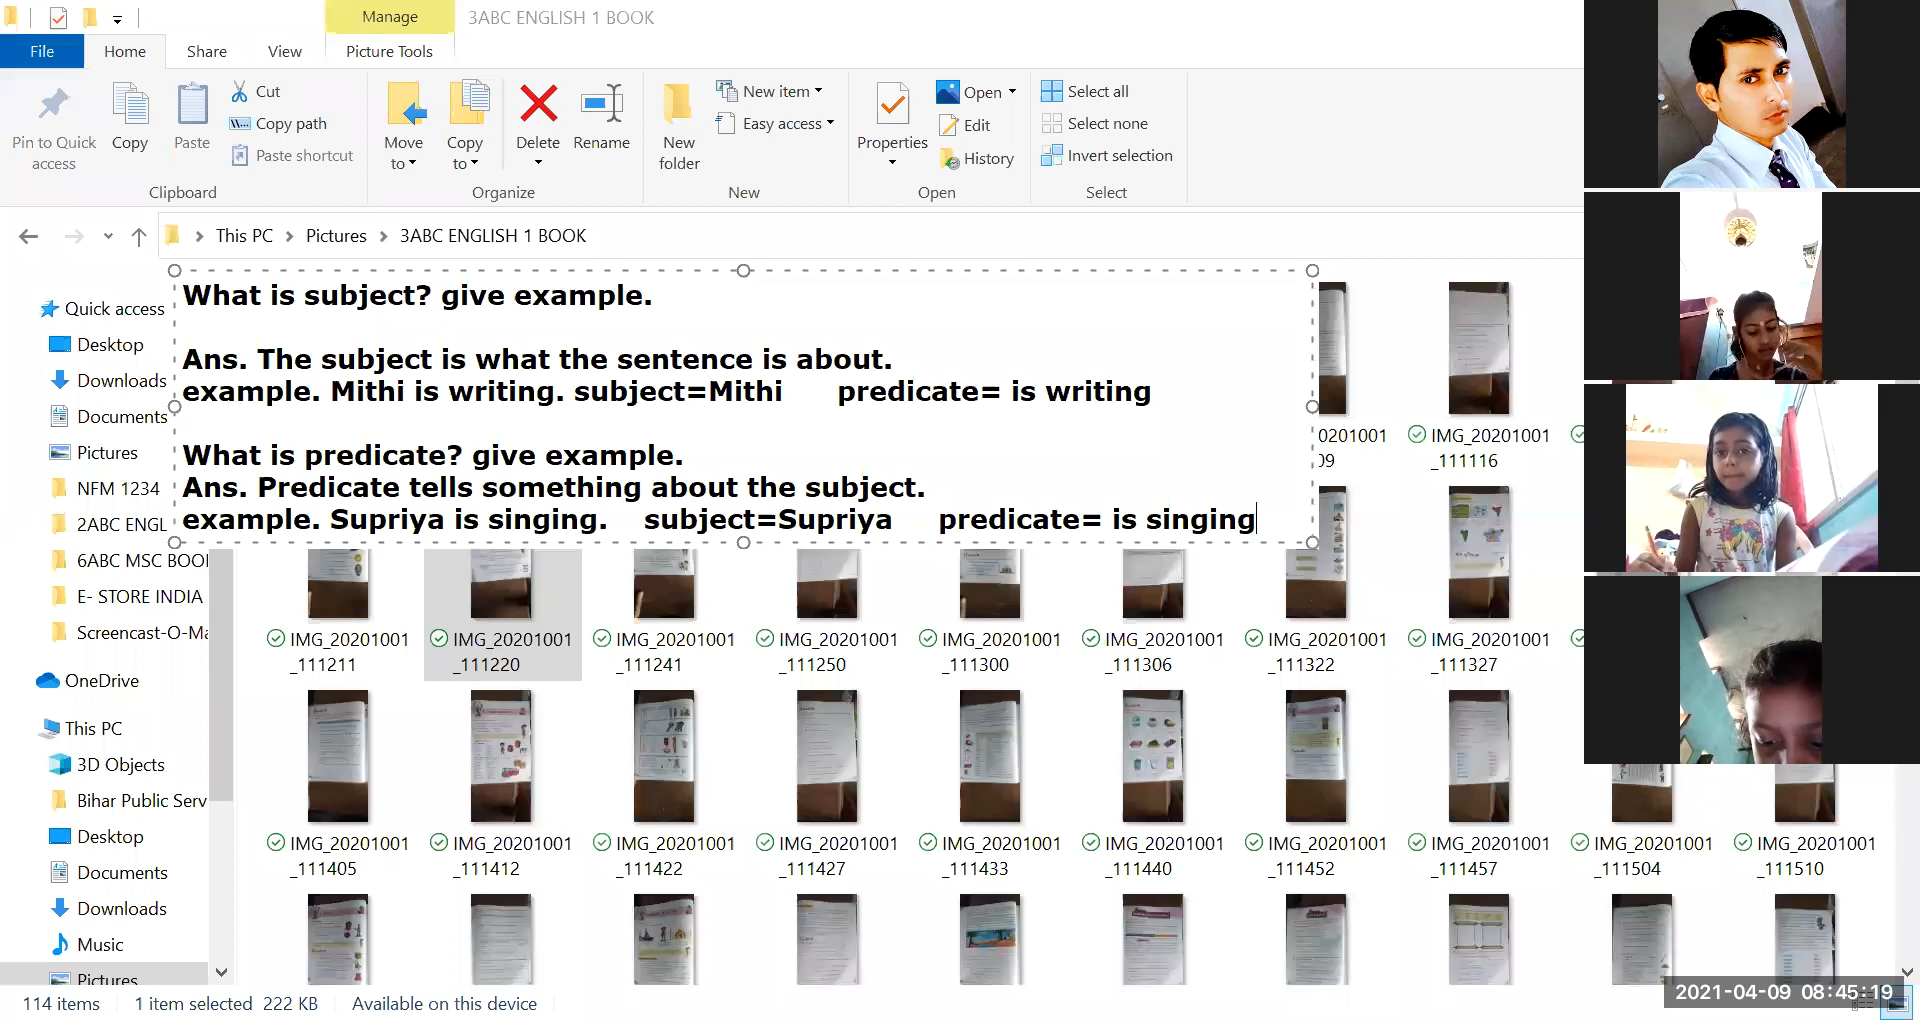 Manage
3ABC ENGLISH 1 BOOK
File
Home
Share
View
Picture Tools
Pin to Quick access
Copy
Paste
Cut
Copy path
Paste shortcut
Clipboard
Move to
Copy to
Delete
Rename
Organize
New folder
New item
Easy access
New
Properties
Open
Edit
History
Open
Select all
Select none
Invert selection
Select
This PC
Pictures
3ABC ENGLISH 1 BOOK
What is subject? give example.
Ans. The subject is what the sentence is about.
example. Mithi is writing. subject=Mithi predicate= is writing
What is predicate? give example.
Ans. Predicate tells something about the subject.
example. Supriya is singing. subject=Supriya predicate= is singing
Quick access
Desktop
Downloads
Documents
Pictures
NFM 1234
2ABC ENGL
6ABC MSC BOO
E- STORE INDIA
Screencast-O-Ma
OneDrive
This PC
3D Objects
Bihar Public Serv
Desktop
Documents
Downloads
Music
Pictures
0201001
09
IMG_20201001
_111116
IMG_20201001
_111211
IMG_20201001
_111220
IMG_20201001
_111241
IMG_20201001
_111250
IMG_20201001
_111300
IMG_20201001
_111306
IMG_20201001
_111322
IMG_20201001
_111327
IMG_20201001
_111405
IMG_20201001
_111412
IMG_20201001
_111422
IMG_20201001
_111427
IMG_20201001
_111433
IMG_20201001
_111440
IMG_20201001
_111452
IMG_20201001
_111457
IMG_20201001
_111504
IMG_20201001
_111510
114 items
1 item selected 222 KB
Available on this device
2021-04-09 08:45:19